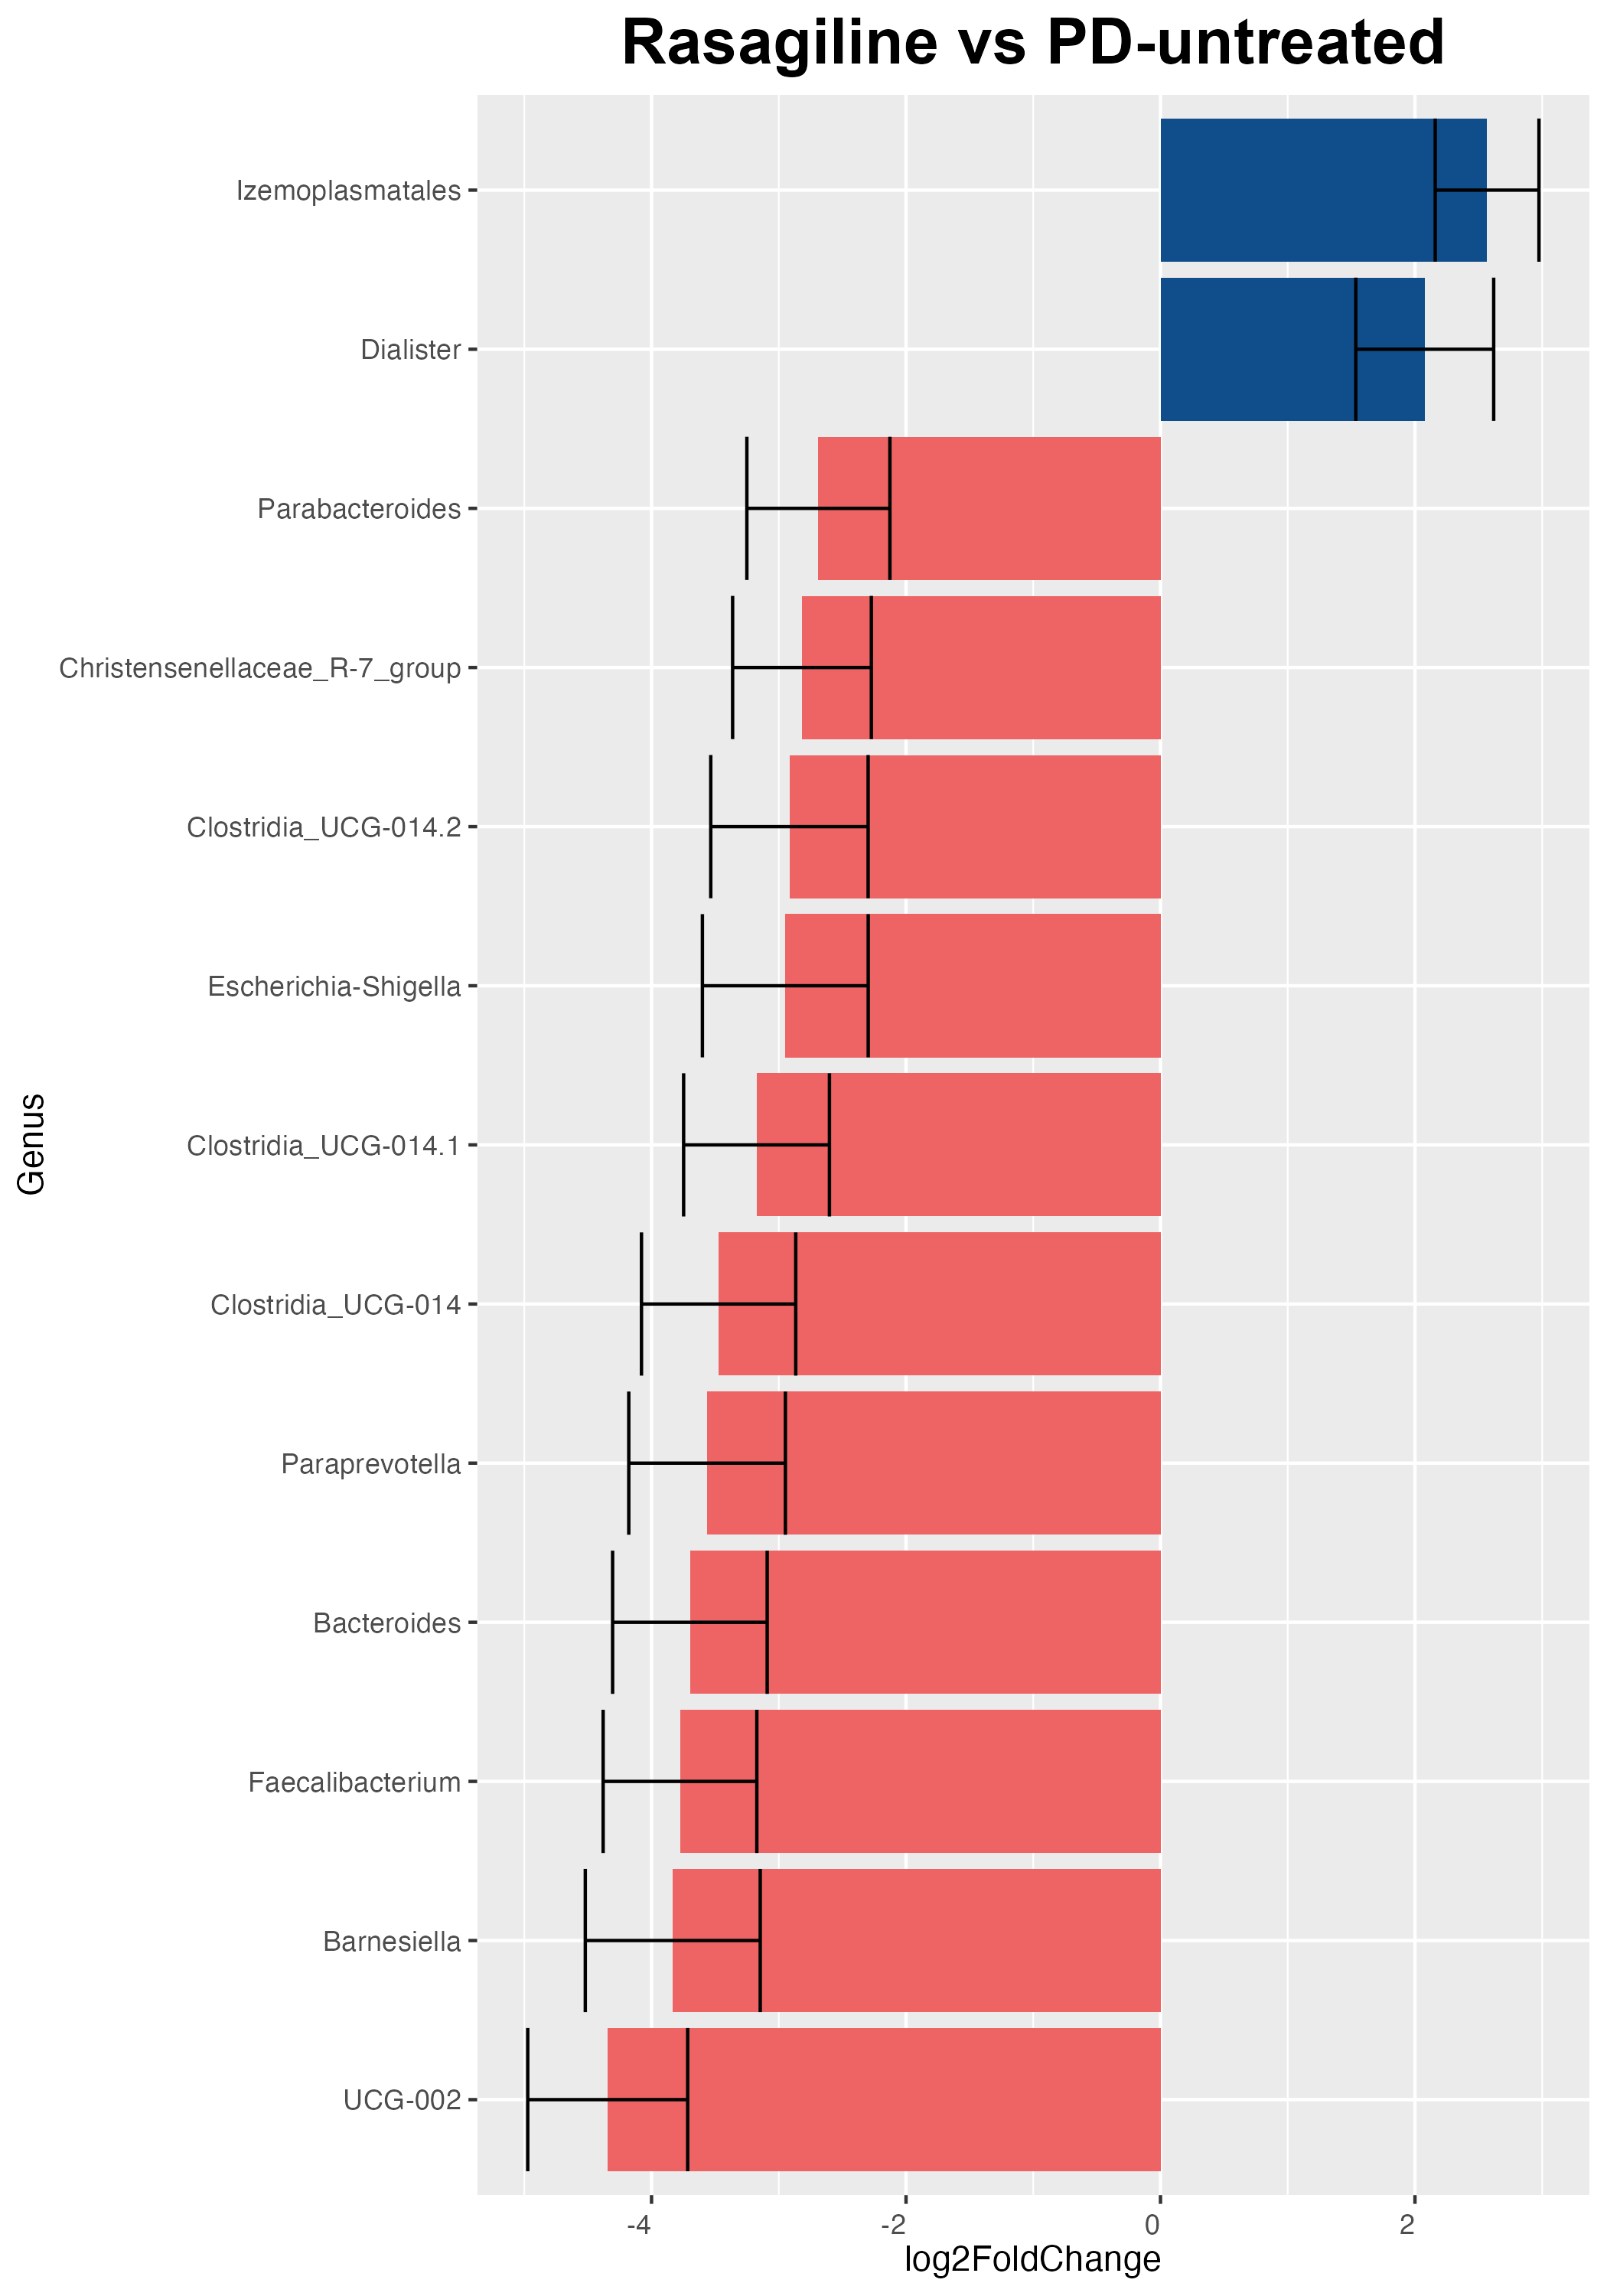 Rasagiline vs PD-untreated
Izemoplasmatales
Dialister
Parabacteroides
Christensenellaceae_R-7_group
Clostridia_UCG-014.2
Escherichia-Shigella
Clostridia_UCG-014.1
Clostridia_UCG-014
Paraprevotella
Bacteroides
Faecalibacterium
Barnesiella
UCG-002
Genus
-4 -2 0 2
log2FoldChange